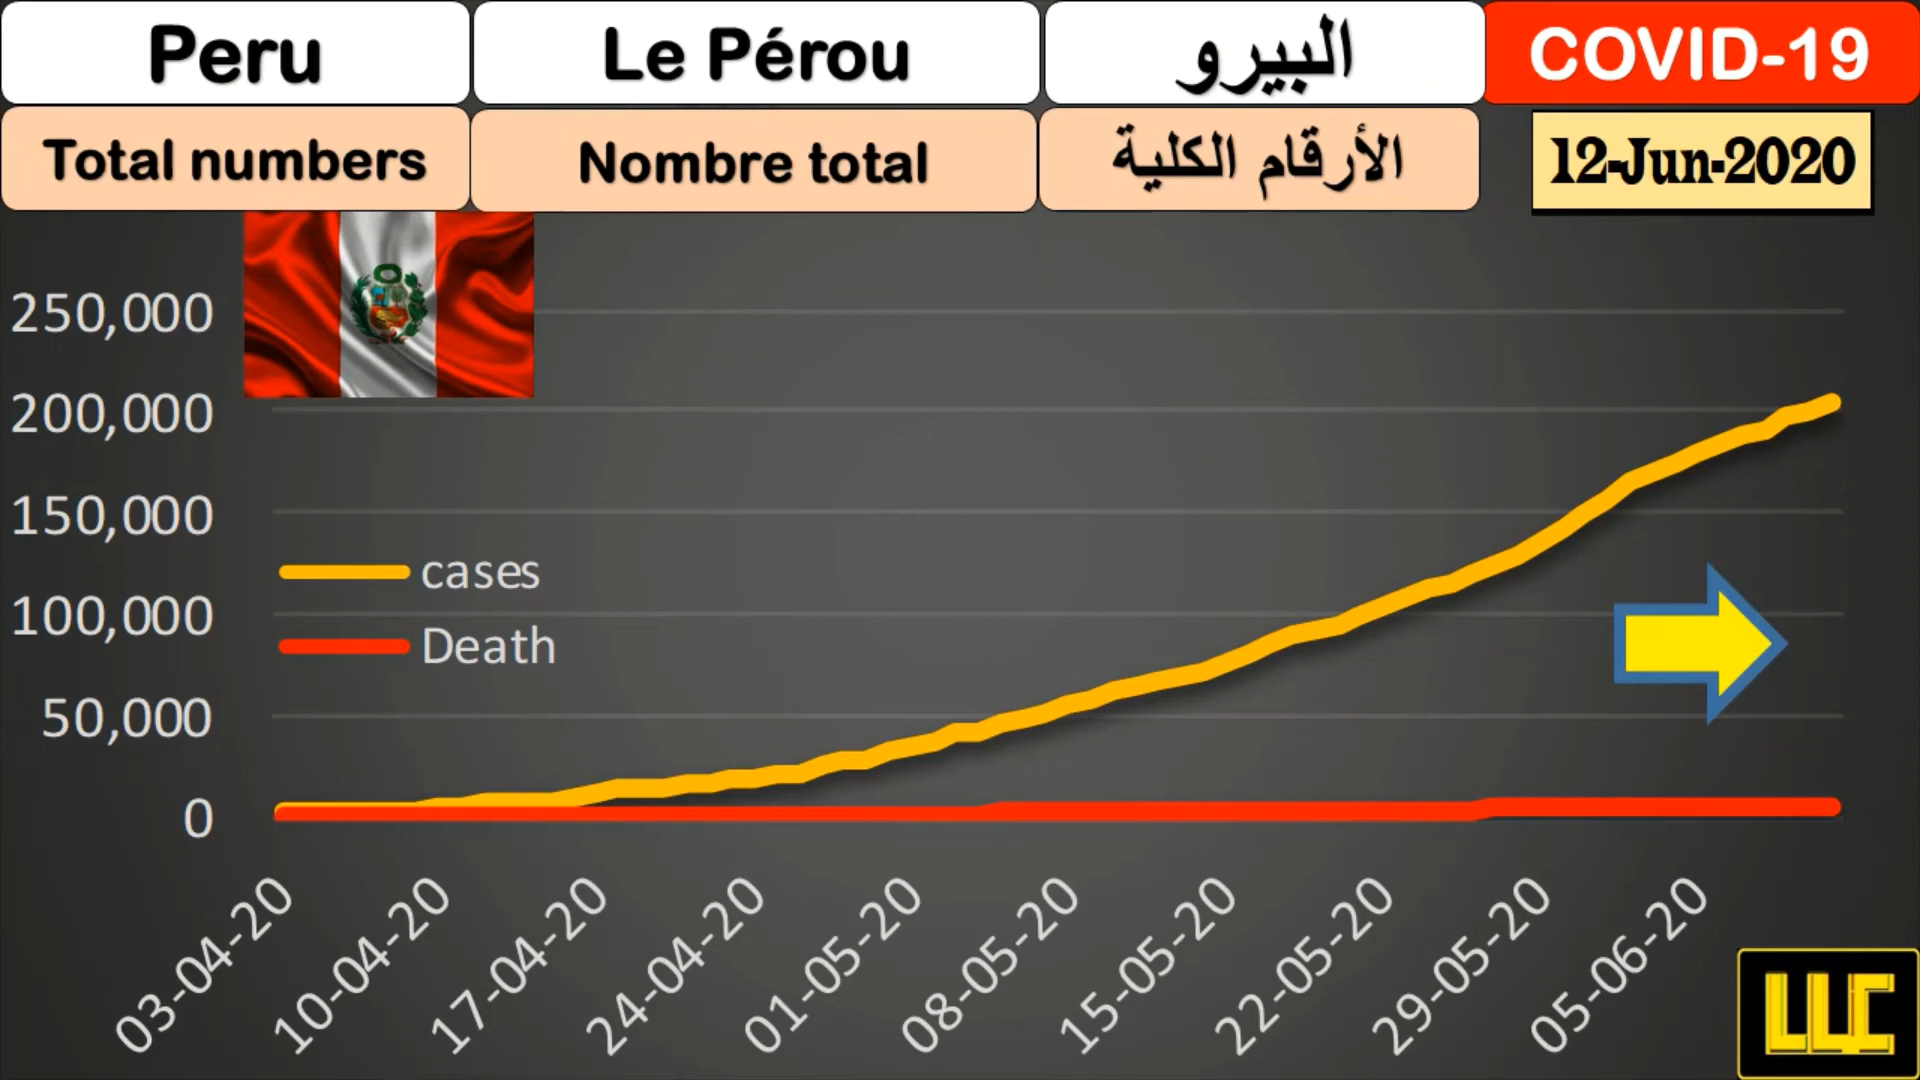 Peru
Le Pérou
البيرو
COVID-19
Total numbers
Nombre total
الأرقام الكلية
12-Jun-2020
250,000
200,000
150,000
100,000
50,000
0
cases
Death
03-04-20
10-04-20
17-04-20
24-04-20
01-05-20
08-05-20
15-05-20
22-05-20
29-05-20
05-06-20
LLC